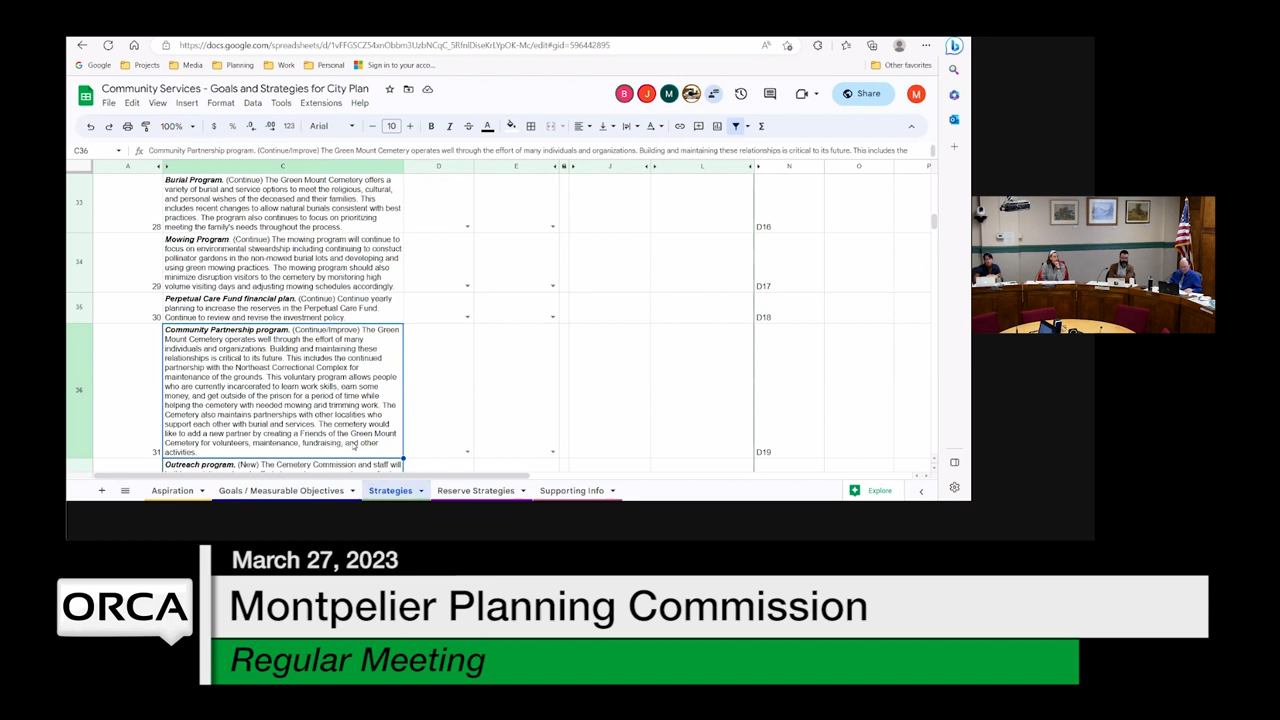 https://docs.google.com/spreadsheets/d/
Google Projects Media Planning Work Personal Sign in to your acco... Other favorites
Community Services - Goals and Strategies for City Plan
File Edit View Insert Format Data Tools Extensions Help
Share
M
B J M
100% $ % .0 .00 123 Arial 10 B I A
C36 fx Community Partnership program. (Continue/Improve) The Green Mount Cemetery operates well through the effort of many individuals and organizations. Building and maintaining these relationships is critical to its future. This includes the
A C D E J L N O P
33
Burial Program. (Continue) The Green Mount Cemetery offers a
variety of burial and service options to meet the religious, cultural,
and personal wishes of the deceased and their families. This
includes recent changes to allow natural burials consistent with best
practices. The program also continues to focus on prioritizing
28 meeting the family's needs throughout the process. D16
34
Mowing Program. (Continue) The mowing program will continue to
focus on environmental stweardship including continuing to constuct
pollinator gardens in the non-mowed burial lots and developing and
using green mowing practices. The mowing program should also
minimize disruption visitors to the cemetery by monitoring high
29 volume visiting days and adjusting mowing schedules accordingly. D17
35
Perpetual Care Fund financial plan. (Continue) Continue yearly
planning to increase the reserves in the Perpetual Care Fund.
30 Continue to review and revise the investment policy. D18
36
Community Partnership program. (Continue/Improve) The Green
Mount Cemetery operates well through the effort of many
individuals and organizations. Building and maintaining these
relationships is critical to its future. This includes the continued
partnership with the Northeast Correctional Complex for
maintenance of the grounds. This voluntary program allows people
who are currently incarcerated to learn work skills, earn some
money, and get outside of the prison for a period of time while
helping the cemetery with needed mowing and trimming work. The
Cemetery also maintains partnerships with other localities who
support each other with burial and services. The cemetery would
like to add a new partner by creating a Friends of the Green Mount
Cemetery for volunteers, maintenance, fundraising, and other
31 activities. D19
Outreach program. (New) The Cemetery Commission and staff will
Aspiration Goals / Measurable Objectives Strategies Reserve Strategies Supporting Info Explore
March 27, 2023
ORCA
Montpelier Planning Commission
Regular Meeting